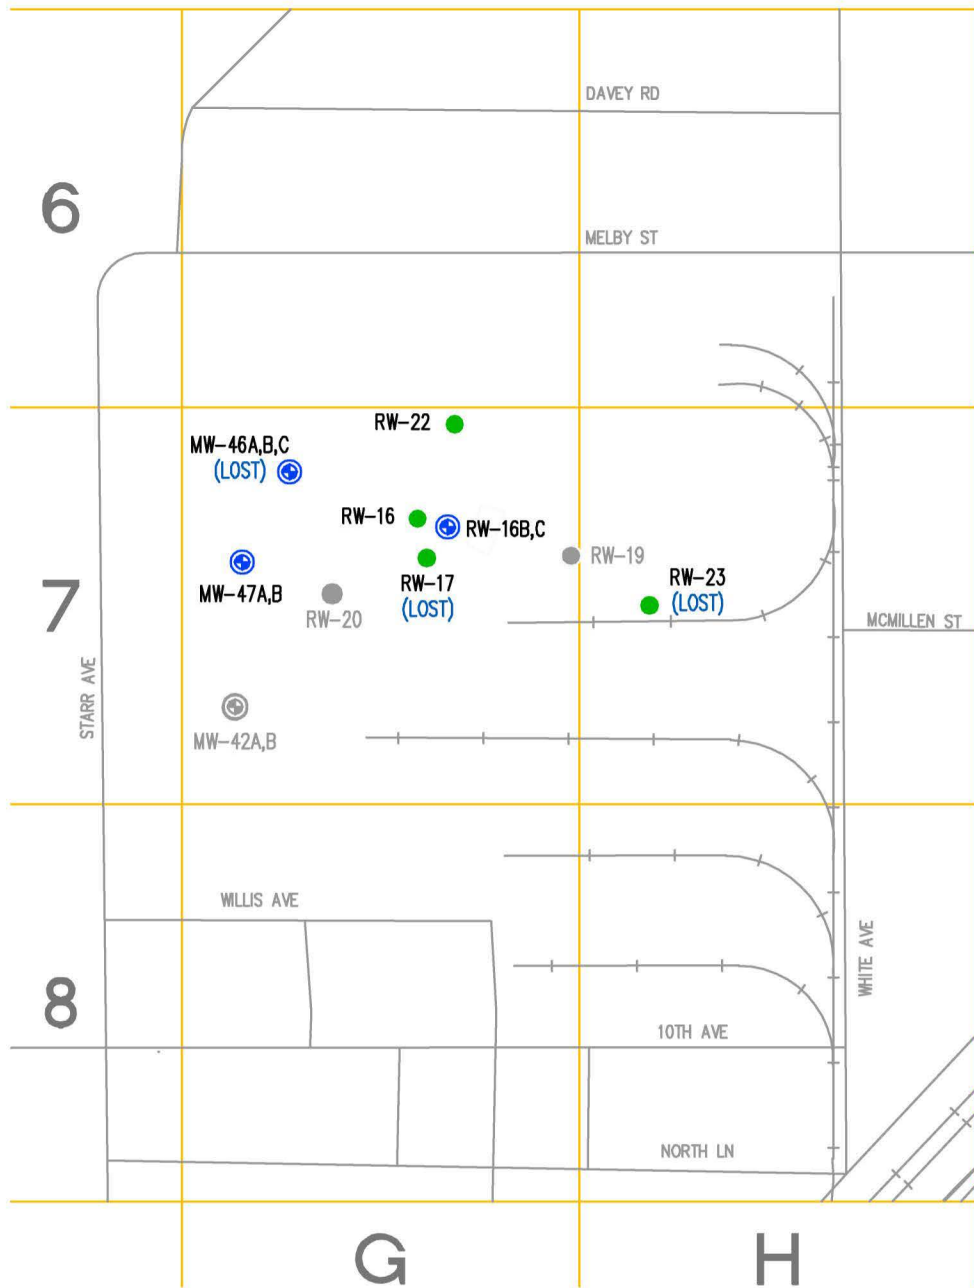 DAVEY RD
6
MELBY ST
RW-22
MW-46A,B,C
(LOST)
RW-16
RW-16B,C
RW-19
7
MW-47A,B
RW-20
RW-17
(LOST)
RW-23
(LOST)
MCMILLEN ST
STARR AVE
MW-42A,B
WILLIS AVE
WHITE AVE
8
10TH AVE
NORTH LN
G
H